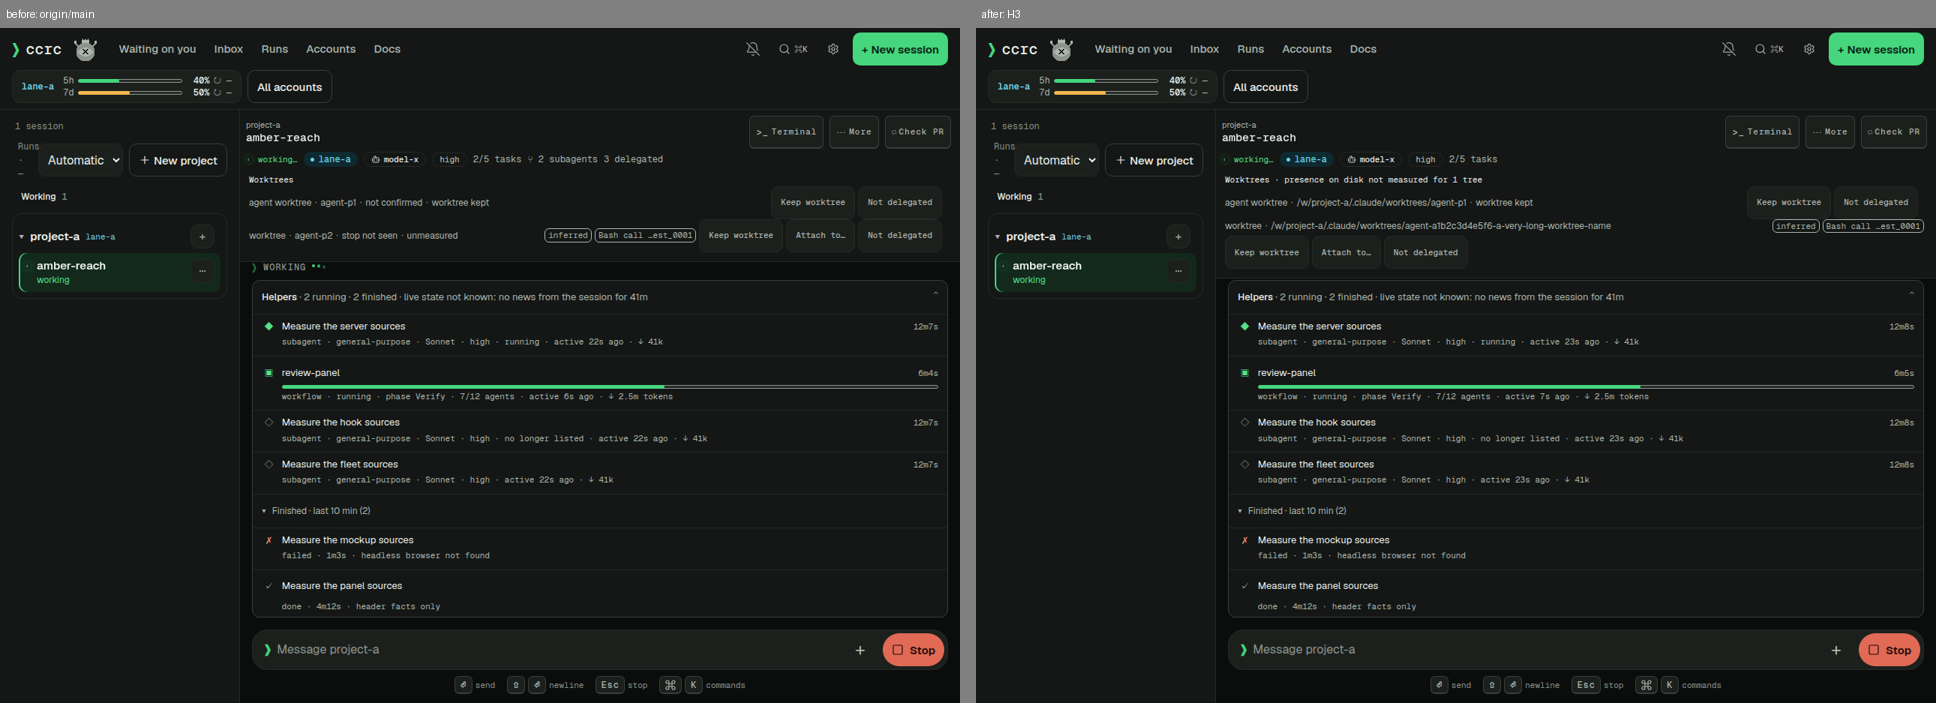 before: origin/main
❯ ccrc Waiting on you Inbox Runs Accounts Docs ⌘K + New session
lane-a 5h 40% ↻ —
7d 50% ↻ —
All accounts
1 session
Runs · — Automatic + New project
Working 1
▾ project-a lane-a +
amber-reach ···
working
project-a
amber-reach
>_ Terminal ··· More Check PR
working… • lane-a model-x high 2/5 tasks ⑂ 2 subagents 3 delegated
Worktrees
agent worktree · agent-p1 · not confirmed · worktree kept Keep worktree Not delegated
worktree · agent-p2 · stop not seen · unmeasured inferred Bash call …est_0001 Keep worktree Attach to… Not delegated
❯ WORKING
Helpers · 2 running · 2 finished · live state not known: no news from the session for 41m
Measure the server sources 12m7s
subagent · general-purpose · Sonnet · high · running · active 22s ago · ↓ 41k
review-panel 6m4s
workflow · running · phase Verify · 7/12 agents · active 6s ago · ↓ 2.5m tokens
Measure the hook sources 12m7s
subagent · general-purpose · Sonnet · high · no longer listed · active 22s ago · ↓ 41k
Measure the fleet sources 12m7s
subagent · general-purpose · Sonnet · high · active 22s ago · ↓ 41k
▾ Finished · last 10 min (2)
✗ Measure the mockup sources
failed · 1m3s · headless browser not found
✓ Measure the panel sources
done · 4m12s · header facts only
❯ Message project-a + Stop
⏎ send ⇧ ⏎ newline Esc stop ⌘ K commands
after: H3
❯ ccrc Waiting on you Inbox Runs Accounts Docs ⌘K + New session
lane-a 5h 40% ↻ —
7d 50% ↻ —
All accounts
1 session
Runs · — Automatic + New project
Working 1
▾ project-a lane-a +
amber-reach ···
working
project-a
amber-reach
>_ Terminal ··· More Check PR
working… • lane-a model-x high 2/5 tasks
Worktrees · presence on disk not measured for 1 tree
agent worktree · /w/project-a/.claude/worktrees/agent-p1 · worktree kept Keep worktree Not delegated
worktree · /w/project-a/.claude/worktrees/agent-a1b2c3d4e5f6-a-very-long-worktree-name inferred Bash call …est_0001
Keep worktree Attach to… Not delegated
Helpers · 2 running · 2 finished · live state not known: no news from the session for 41m
Measure the server sources 12m8s
subagent · general-purpose · Sonnet · high · running · active 23s ago · ↓ 41k
review-panel 6m5s
workflow · running · phase Verify · 7/12 agents · active 7s ago · ↓ 2.5m tokens
Measure the hook sources 12m8s
subagent · general-purpose · Sonnet · high · no longer listed · active 23s ago · ↓ 41k
Measure the fleet sources 12m8s
subagent · general-purpose · Sonnet · high · active 23s ago · ↓ 41k
▾ Finished · last 10 min (2)
✗ Measure the mockup sources
failed · 1m3s · headless browser not found
✓ Measure the panel sources
done · 4m12s · header facts only
❯ Message project-a + Stop
⏎ send ⇧ ⏎ newline Esc stop ⌘ K commands